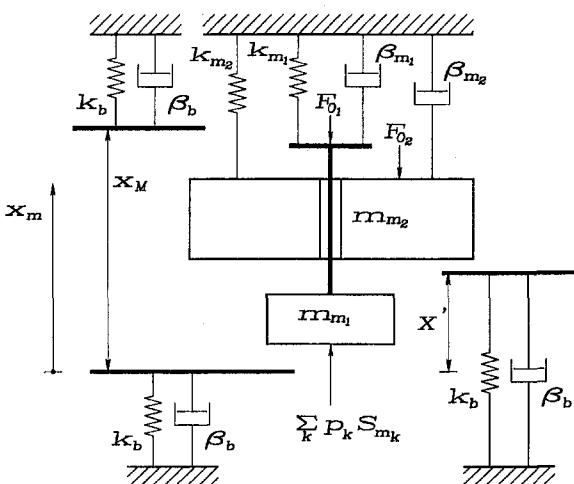 k_b
β_b
k_{m_2}
k_{m_1}
β_{m_1}
β_{m_2}
F_{0_1}
F_{0_2}
x_m
x_M
m_{m_2}
m_{m_1}
x'
k_b
β_b
Σ_k p_k S_{m_k}
k_b
β_b